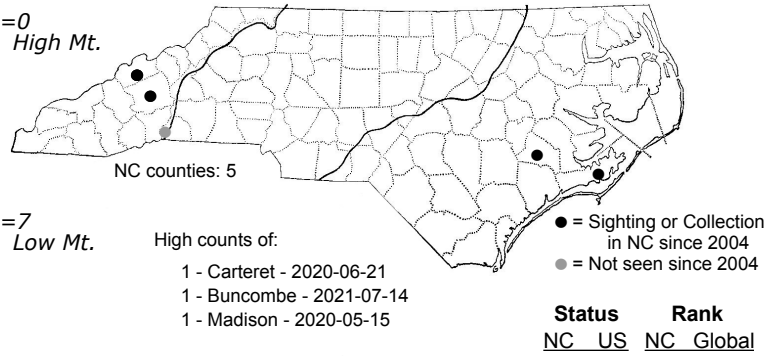 =0
High Mt.
NC counties: 5
=7
Low Mt.
High counts of:
1 - Carteret - 2020-06-21
1 - Buncombe - 2021-07-14
1 - Madison - 2020-05-15
= Sighting or Collection
in NC since 2004
= Not seen since 2004
Status Rank
NC US NC Global